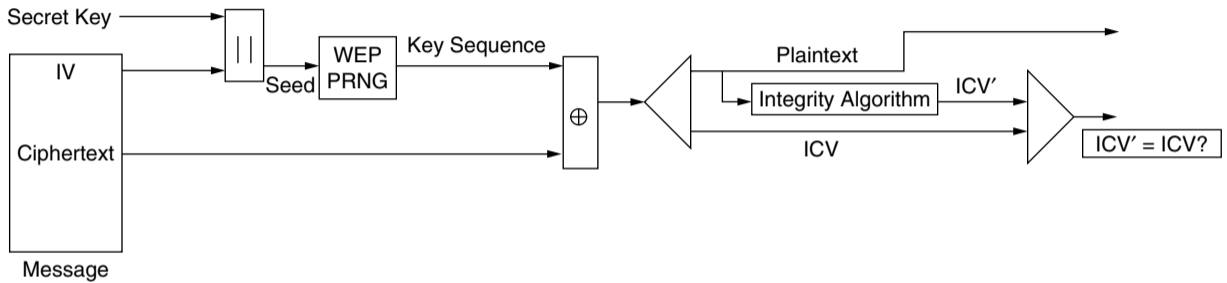 Secret Key
IV
Ciphertext
Message
||
Seed
WEP
PRNG
Key Sequence
⊕
Plaintext
Integrity Algorithm
ICV′
ICV
ICV′ = ICV?